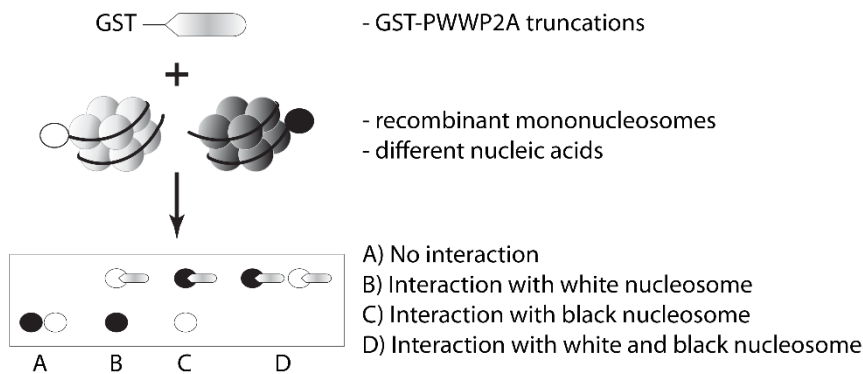 GST
- GST-PWWP2A truncations
+
- recombinant mononucleosomes
- different nucleic acids
A) No interaction
B) Interaction with white nucleosome
C) Interaction with black nucleosome
D) Interaction with white and black nucleosome
A B C D